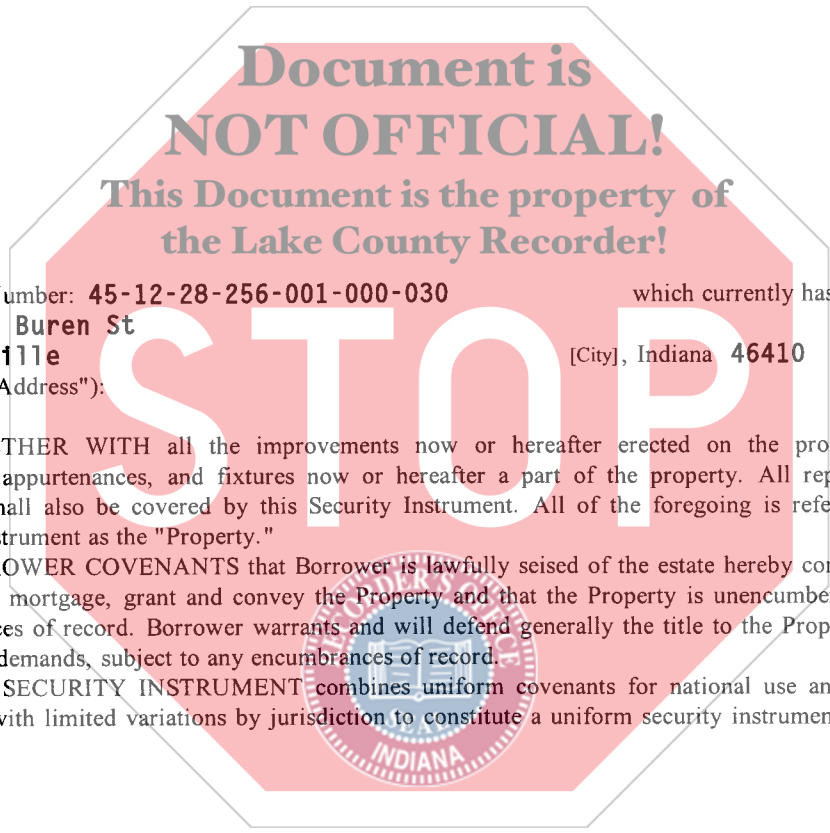 Document is
NOT OFFICIAL!
This Document is the property of
the Lake County Recorder!
umber: 45-12-28-256-001-000-030 which currently has
Buren St
ille [City], Indiana 46410
Address"):
STOP
THER WITH all the improvements now or hereafter erected on the pro
appurtenances, and fixtures now or hereafter a part of the property. All rep
hall also be covered by this Security Instrument. All of the foregoing is refe
strument as the "Property."
OWER COVENANTS that Borrower is lawfully seised of the estate hereby con
mortgage, grant and convey the Property and that the Property is unencumbe
ces of record. Borrower warrants and will defend generally the title to the Prop
demands, subject to any encumbrances of record.
SECURITY INSTRUMENT combines uniform covenants for national use an
with limited variations by jurisdiction to constitute a uniform security instrumen
RECORDER'S OFFICE
SEAL
INDIANA